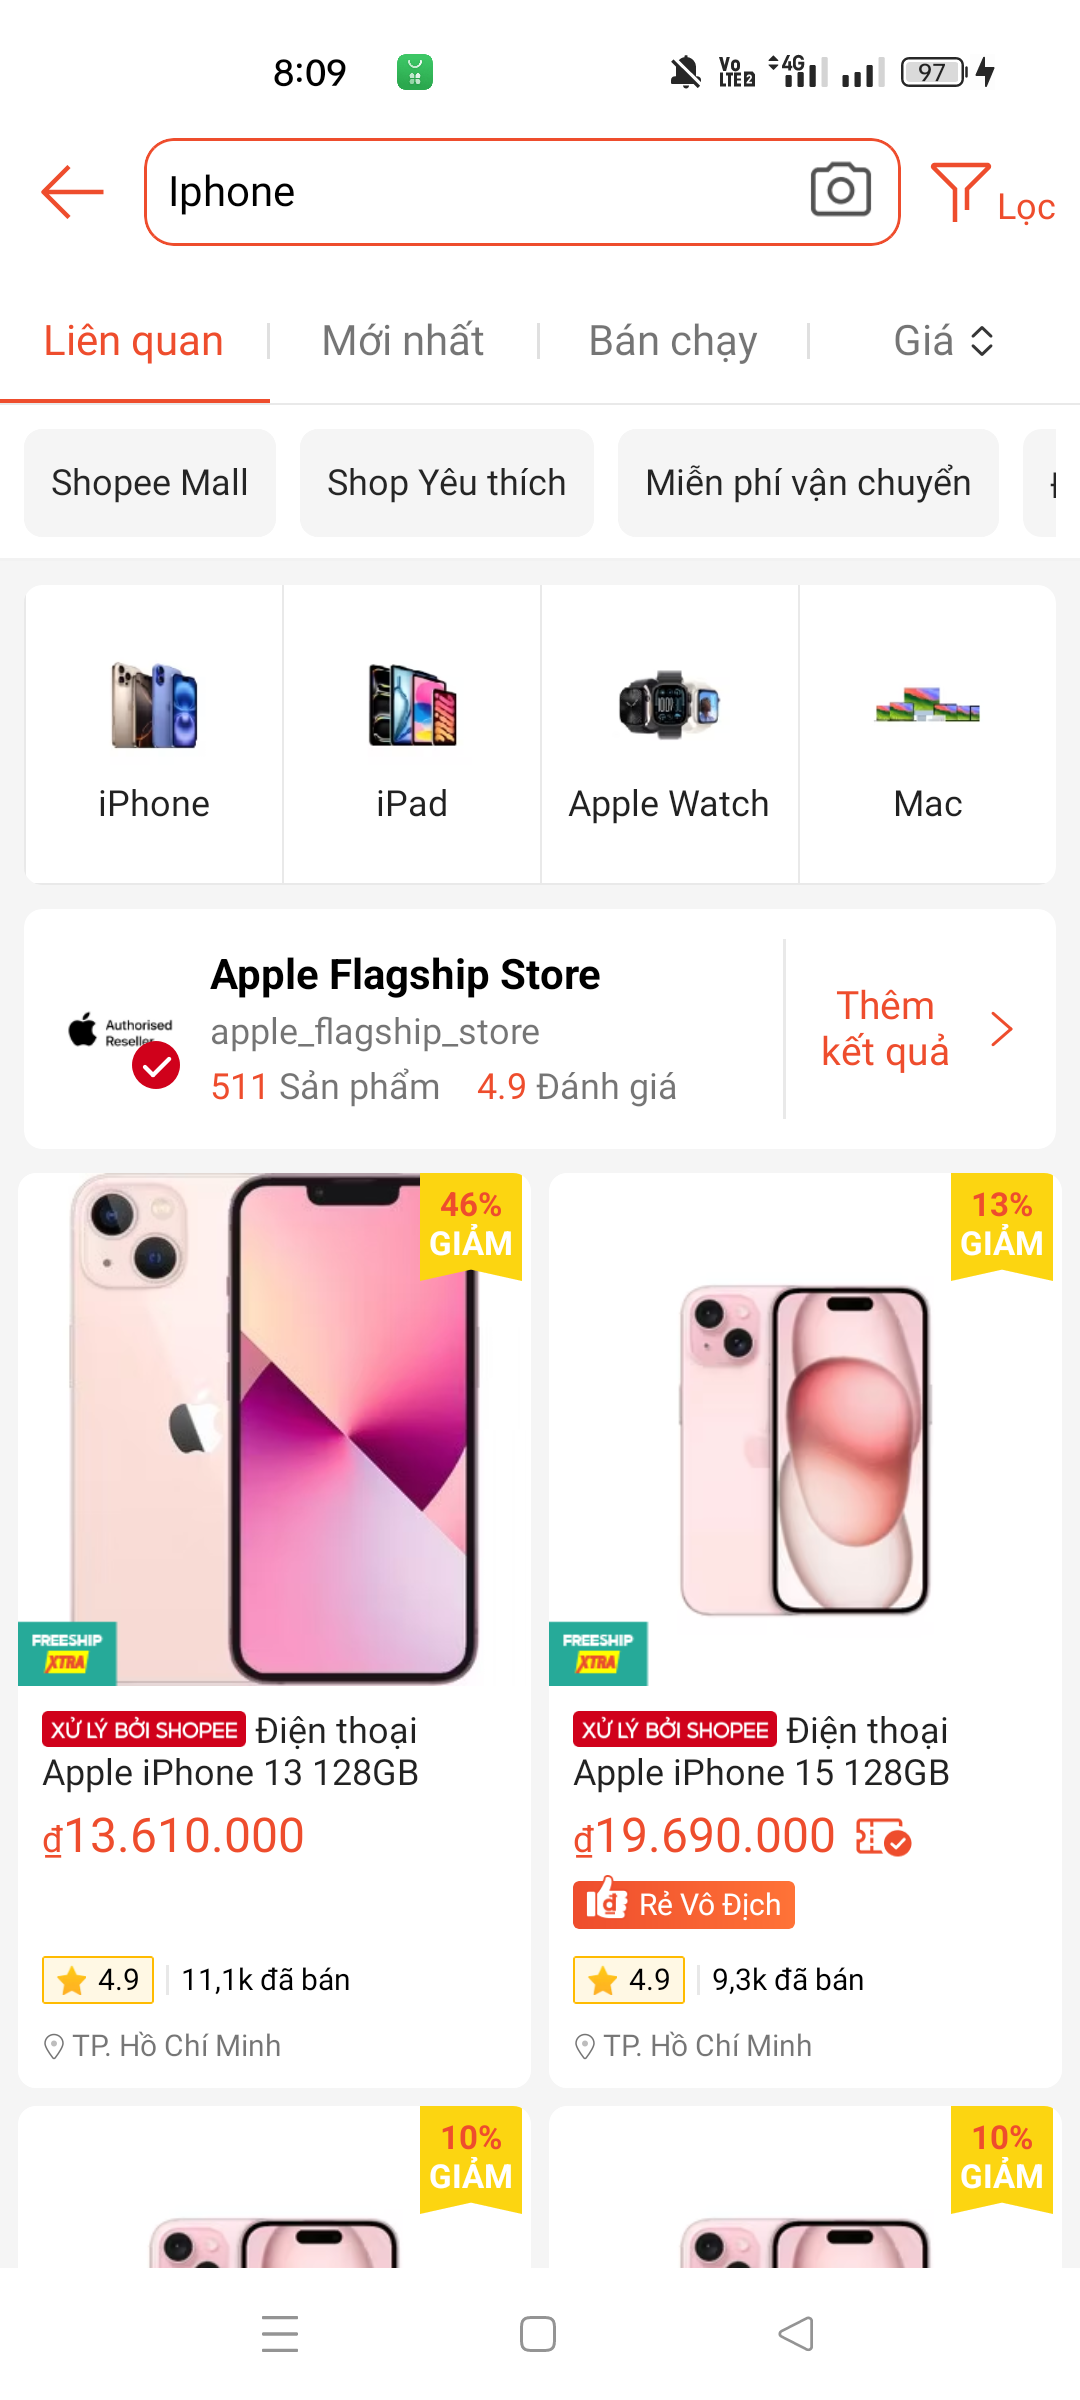 8:09
Vo LTE2
4G
97
Iphone
Lọc
Liên quan
Mới nhất
Bán chạy
Giá
Shopee Mall
Shop Yêu thích
Miễn phí vận chuyển
iPhone
iPad
Apple Watch
Mac
Authorised
Reseller
Apple Flagship Store
apple_flagship_store
511 Sản phẩm 4.9 Đánh giá
Thêm
kết quả
46%
GIẢM
FREESHIP
XTRA
XỬ LÝ BỞI SHOPEE Điện thoại
Apple iPhone 13 128GB
₫13.610.000
4.9 11,1k đã bán
TP. Hồ Chí Minh
13%
GIẢM
FREESHIP
XTRA
XỬ LÝ BỞI SHOPEE Điện thoại
Apple iPhone 15 128GB
₫19.690.000
Rẻ Vô Địch
4.9 9,3k đã bán
TP. Hồ Chí Minh
10%
GIẢM
10%
GIẢM